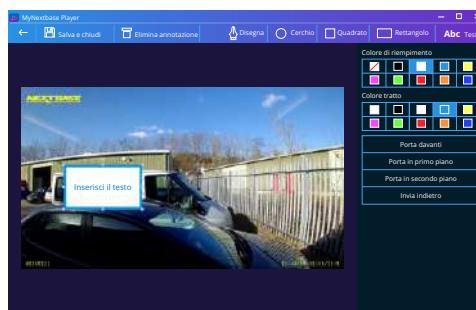 MyNextbase Player
Salva e chiudi
Elimina annotazione
Disegna
Cerchio
Quadrato
Rettangolo
Abc Test
Colore di riempimento
Colore tratto
Porta davanti
Porta in primo piano
Porta in secondo piano
Invia indietro
NEXTBASE
Inserisci il testo